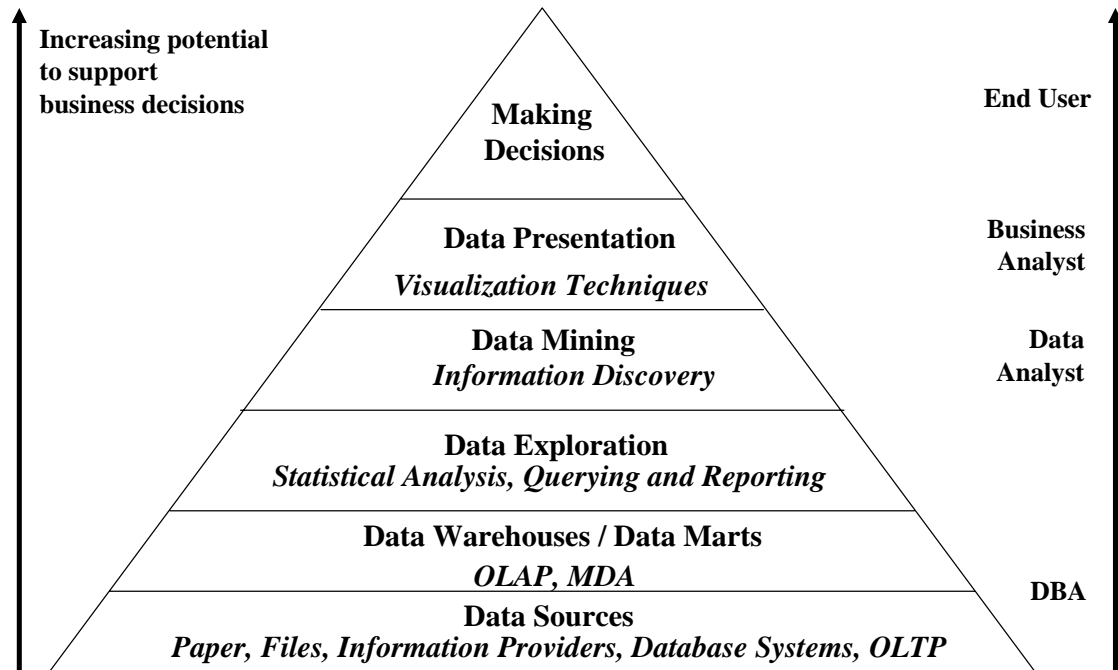 Increasing potential
to support
business decisions
End User
Making
Decisions
Data Presentation
Visualization Techniques
Business
Analyst
Data Mining
Information Discovery
Data
Analyst
Data Exploration
Statistical Analysis, Querying and Reporting
Data Warehouses / Data Marts
OLAP, MDA
DBA
Data Sources
Paper, Files, Information Providers, Database Systems, OLTP